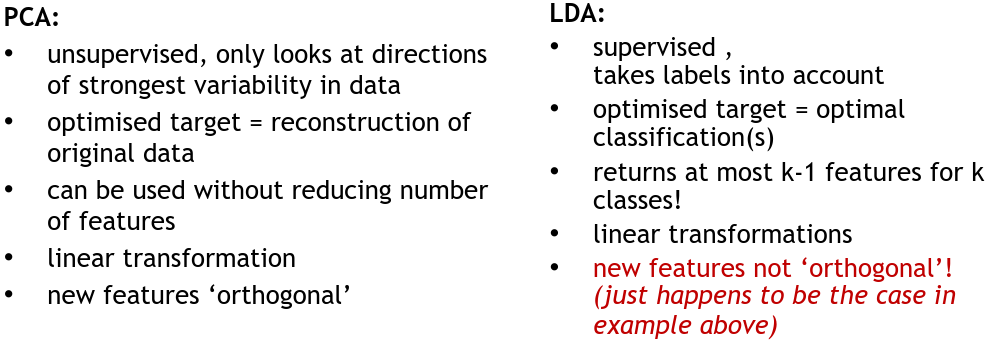 PCA:
• unsupervised, only looks at directions
of strongest variability in data
• optimised target = reconstruction of
original data
• can be used without reducing number
of features
• linear transformation
• new features ‘orthogonal’
LDA:
• supervised ,
takes labels into account
• optimised target = optimal
classification(s)
• returns at most k-1 features for k
classes!
• linear transformations
• new features not ‘orthogonal’!
(just happens to be the case in
example above)